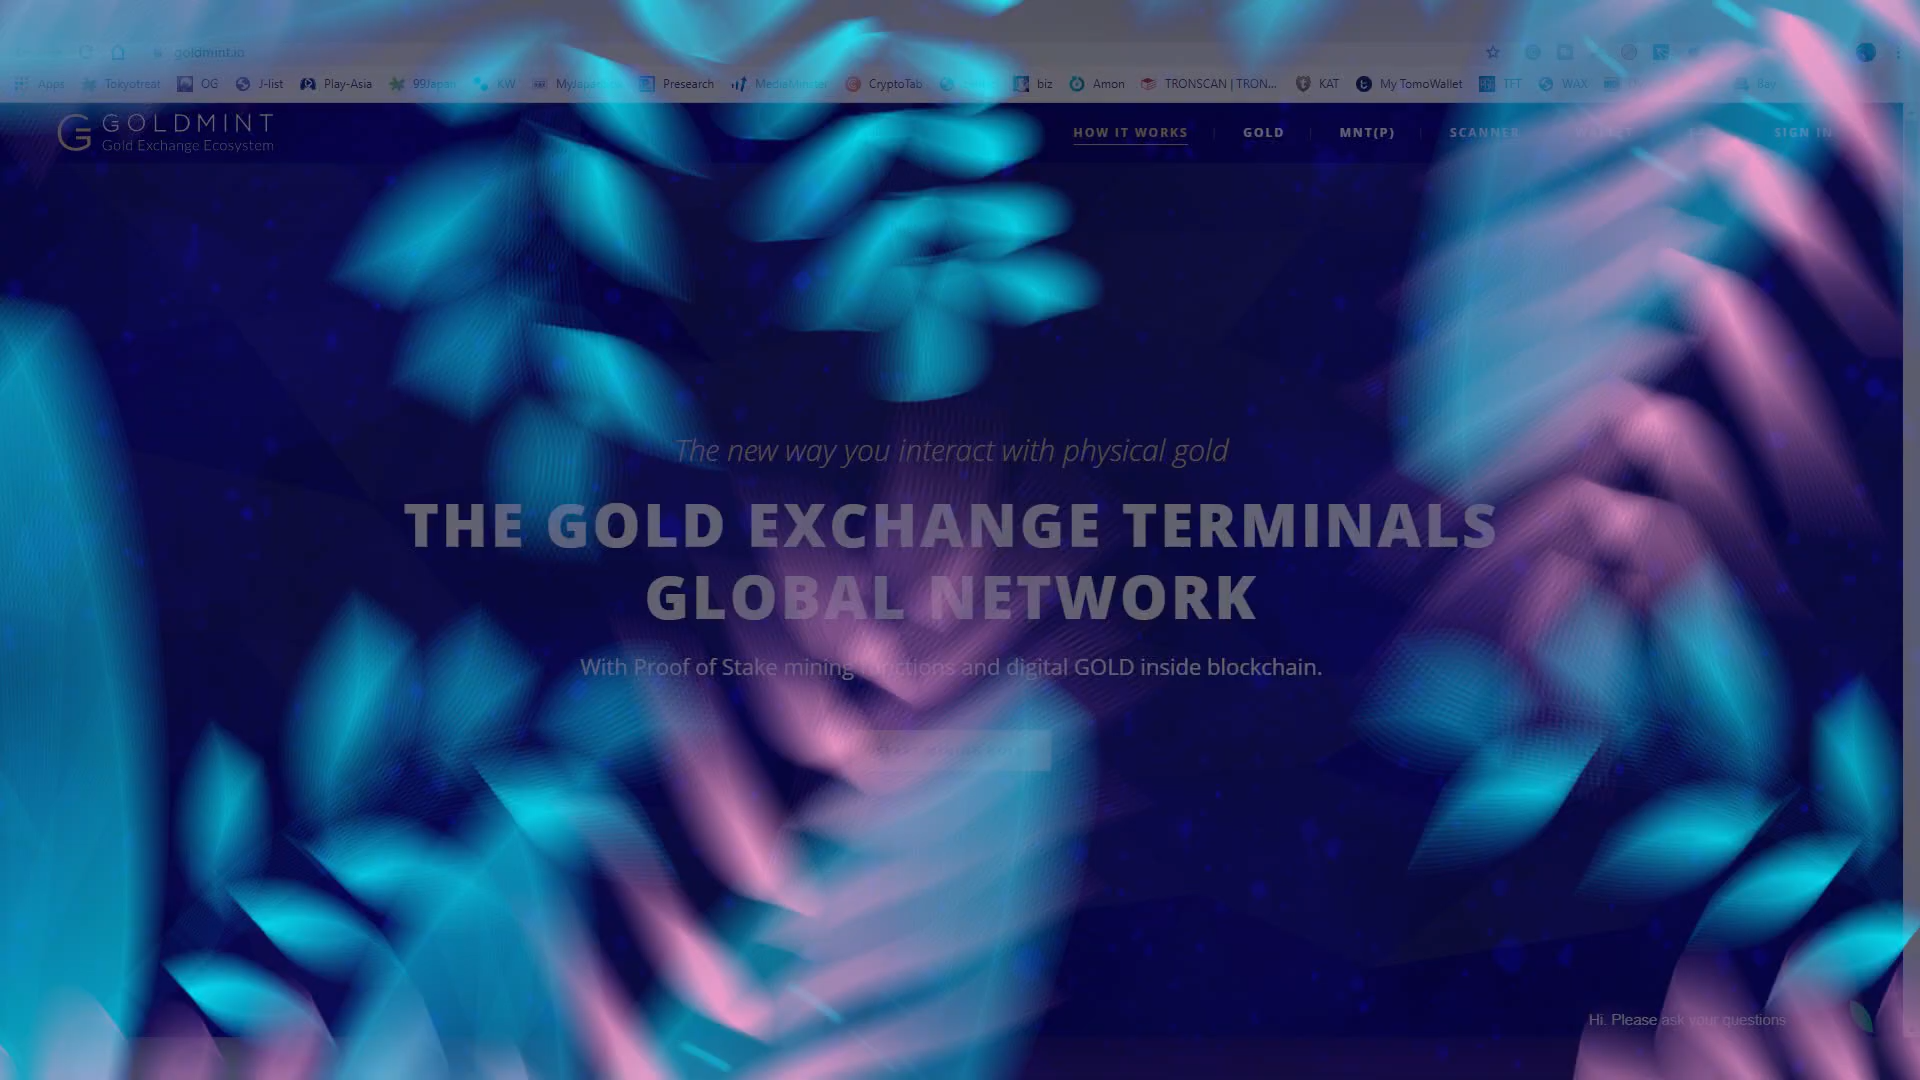 goldmint.io
Apps Tokyotreat OG J-list Play-Asia 99Japan KW Presearch MediaMinster CryptoTab biz Amon TRONSCAN | TRON... KAT My TomoWallet TFT WAX Bay
GOLDMINT
Gold Exchange Ecosystem
HOW IT WORKS | GOLD | MNT(P) | SCANNER WALLET SIGN IN
The new way you interact with physical gold
THE GOLD EXCHANGE TERMINALS
GLOBAL NETWORK
With Proof of Stake mining functions and digital GOLD inside blockchain.
Hi. Please ask your questions